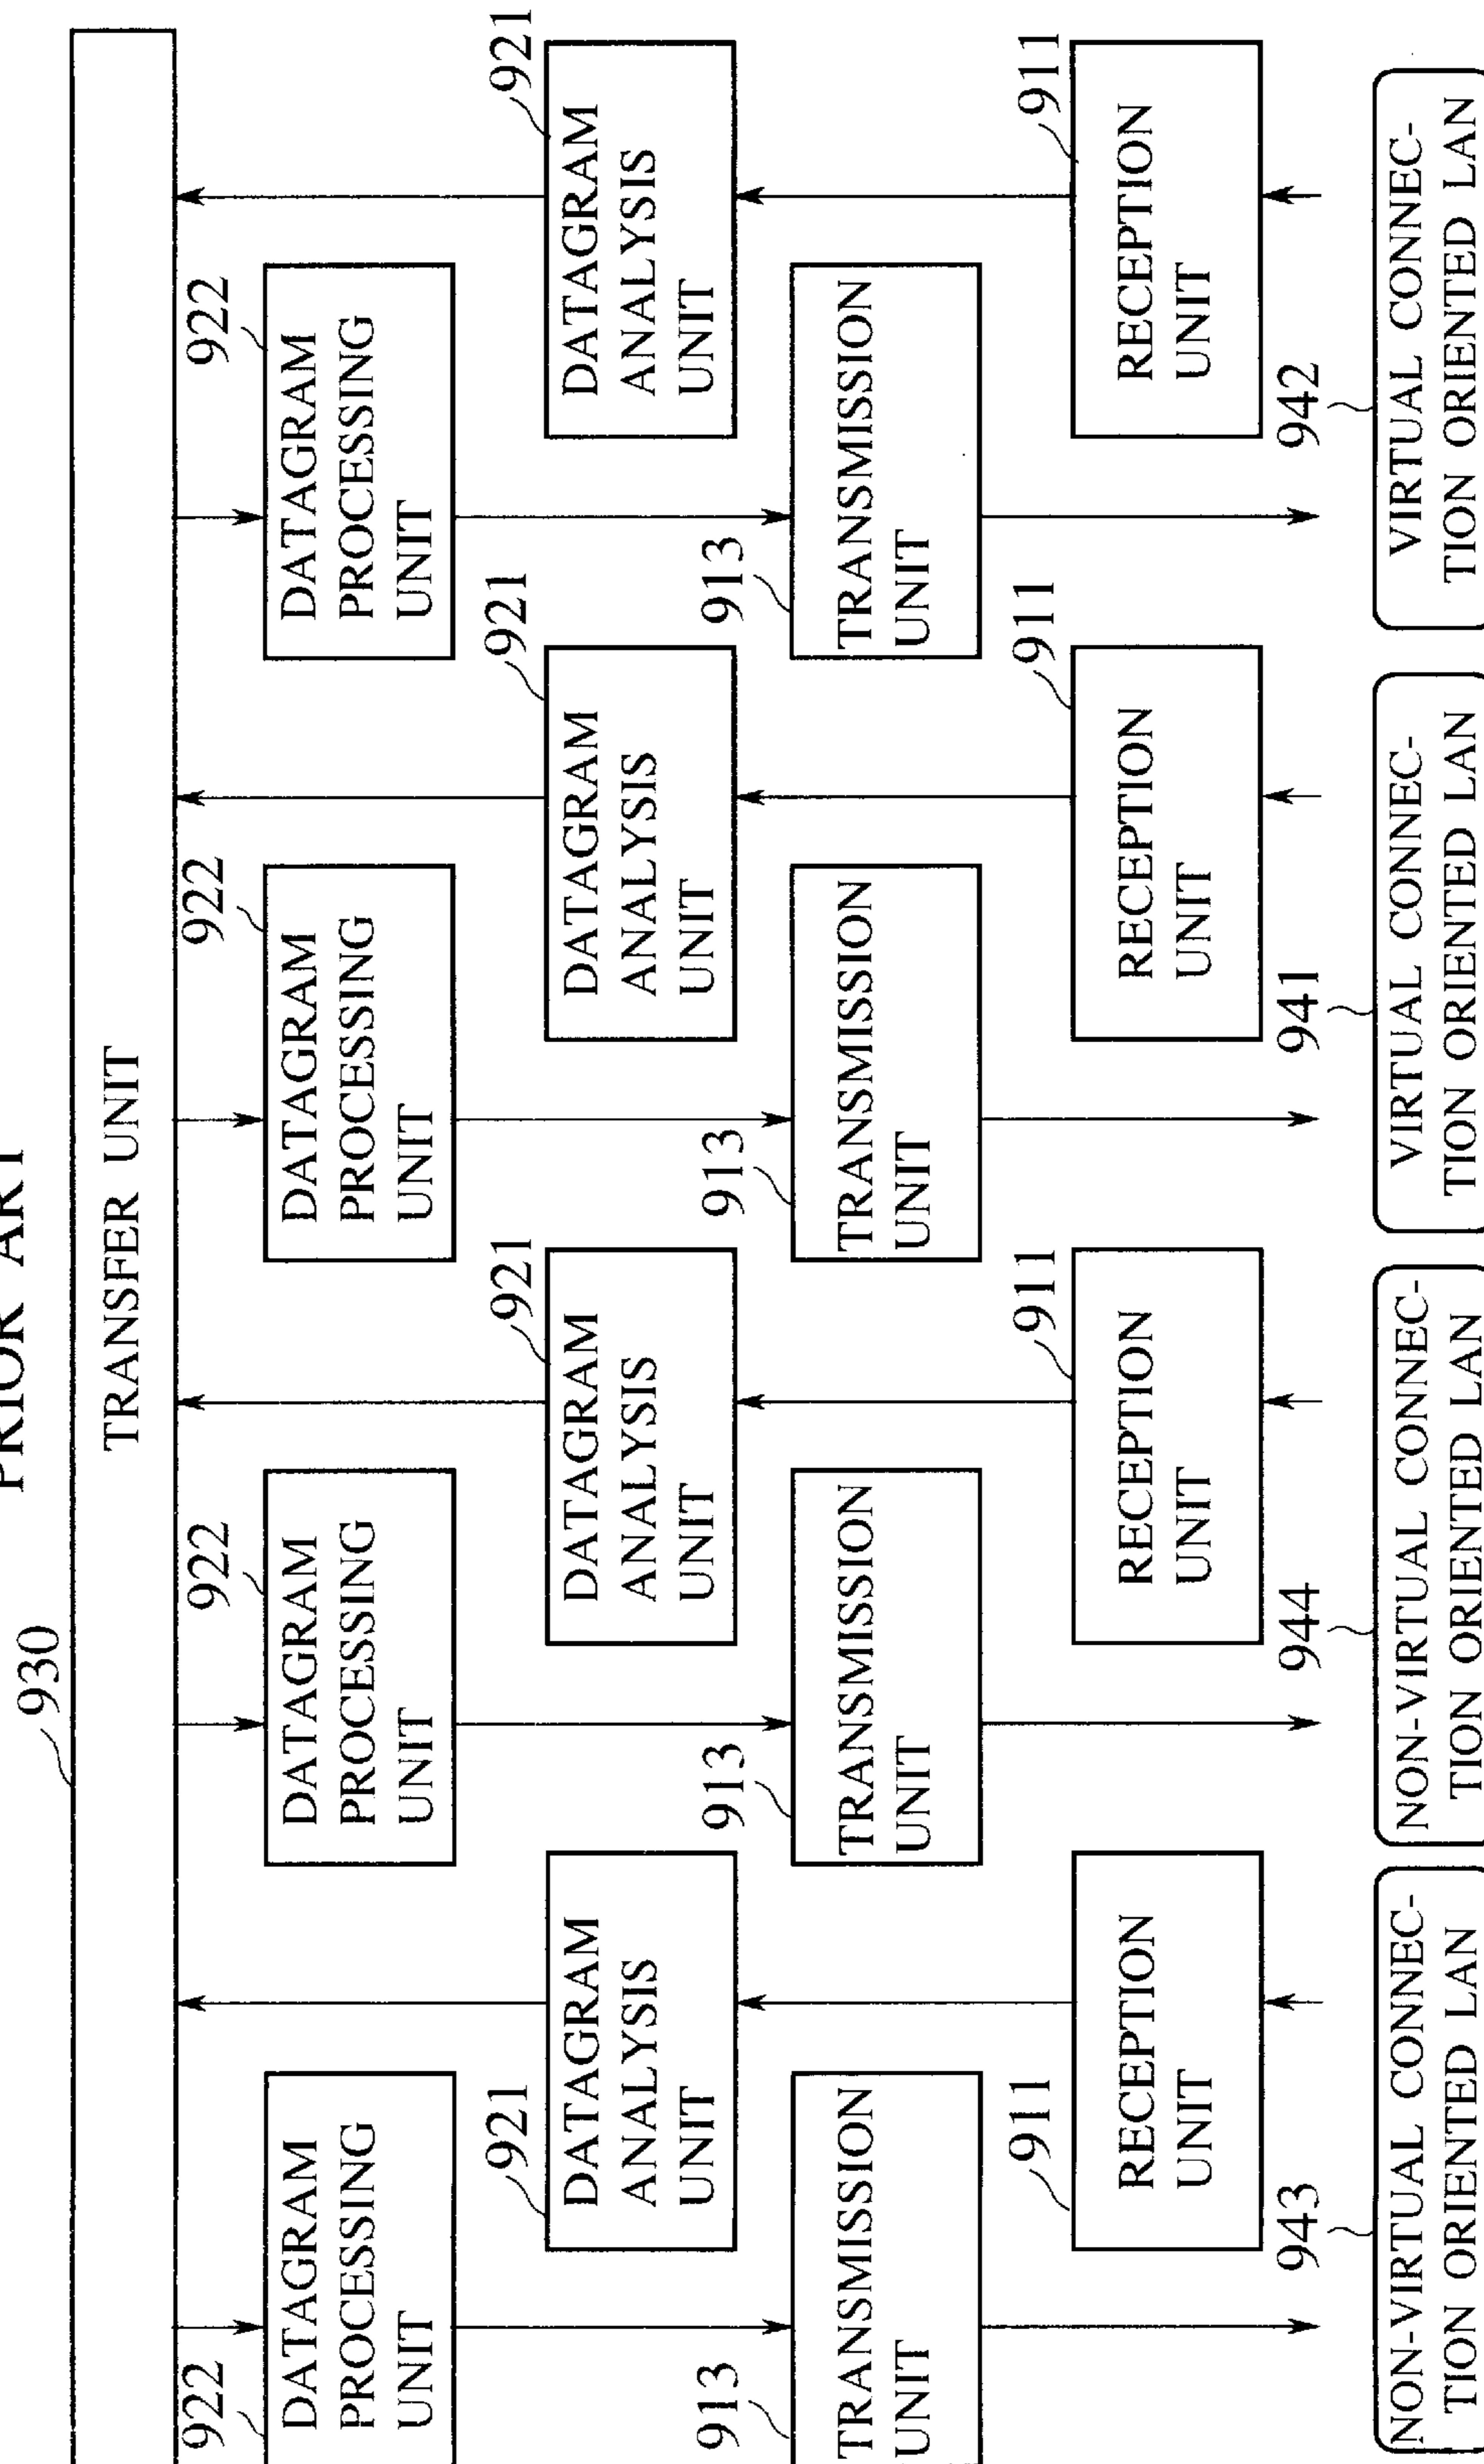 PRIOR ART
930
TRANSFER UNIT
922
DATAGRAM
PROCESSING
UNIT
922
DATAGRAM
PROCESSING
UNIT
922
DATAGRAM
PROCESSING
UNIT
922
DATAGRAM
PROCESSING
UNIT
921
DATAGRAM
ANALYSIS
UNIT
921
DATAGRAM
ANALYSIS
UNIT
921
DATAGRAM
ANALYSIS
UNIT
921
DATAGRAM
ANALYSIS
UNIT
913
TRANSMISSION
UNIT
913
TRANSMISSION
UNIT
913
TRANSMISSION
UNIT
913
TRANSMISSION
UNIT
911
RECEPTION
UNIT
911
RECEPTION
UNIT
911
RECEPTION
UNIT
911
RECEPTION
UNIT
943
NON-VIRTUAL CONNEC-
TION ORIENTED LAN
944
NON-VIRTUAL CONNEC-
TION ORIENTED LAN
941
VIRTUAL CONNEC-
TION ORIENTED LAN
942
VIRTUAL CONNEC-
TION ORIENTED LAN